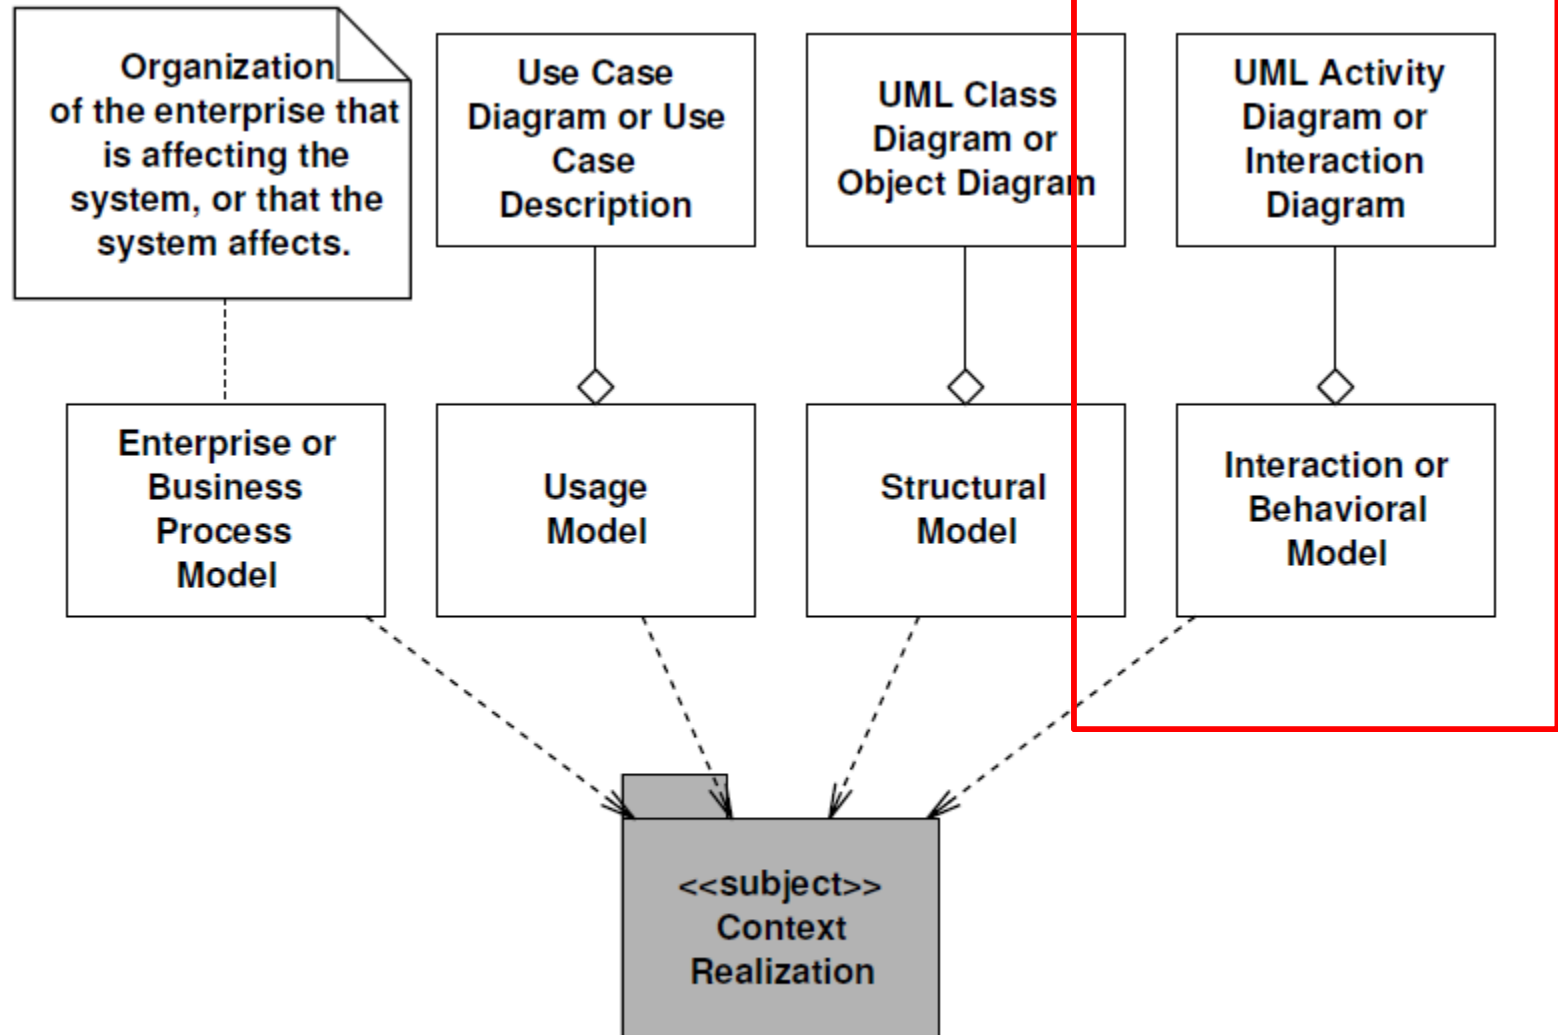 Organization
of the enterprise that
is affecting the
system, or that the
system affects.
Use Case
Diagram or Use
Case
Description
UML Class
Diagram or
Object Diagram
UML Activity
Diagram or
Interaction
Diagram
Enterprise or
Business
Process
Model
Usage
Model
Structural
Model
Interaction or
Behavioral
Model
<<subject>>
Context
Realization